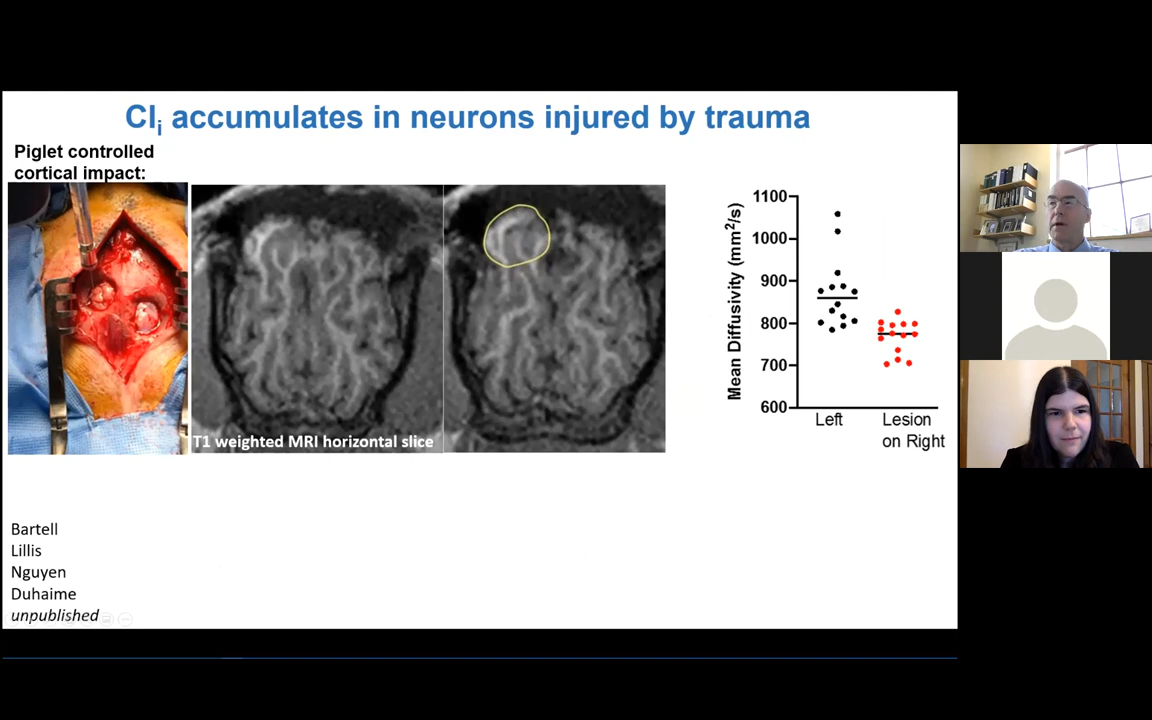 Cli accumulates in neurons injured by trauma
Piglet controlled
cortical impact:
T1 weighted MRI horizontal slice
Mean Diffusivity (mm2/s)
1100
1000
900
800
700
600
Left
Lesion
on Right
Bartell
Lillis
Nguyen
Duhaime
unpublished